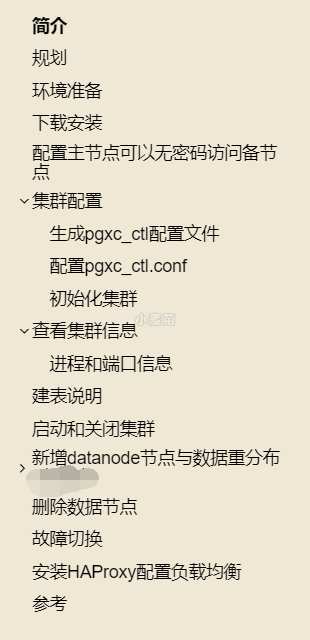 简介
规划
环境准备
下载安装
配置主节点可以无密码访问备节
点
集群配置
生成pgxc_ctl配置文件
配置pgxc_ctl.conf
初始化集群
查看集群信息
进程和端口信息
建表说明
启动和关闭集群
新增datanode节点与数据重分布
删除数据节点
故障切换
安装HAProxy配置负载均衡
参考